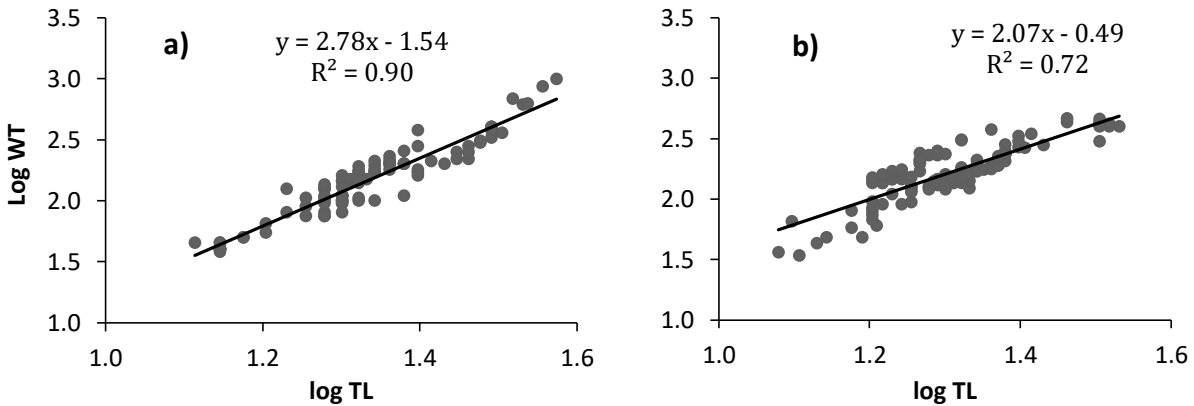 a)
y = 2.78x - 1.54
R² = 0.90
Log WT
3.5
3.0
2.5
2.0
1.5
1.0
1.0 1.2 1.4 1.6
log TL
b)
y = 2.07x - 0.49
R² = 0.72
3.5
3.0
2.5
2.0
1.5
1.0
1.0 1.2 1.4 1.6
log TL